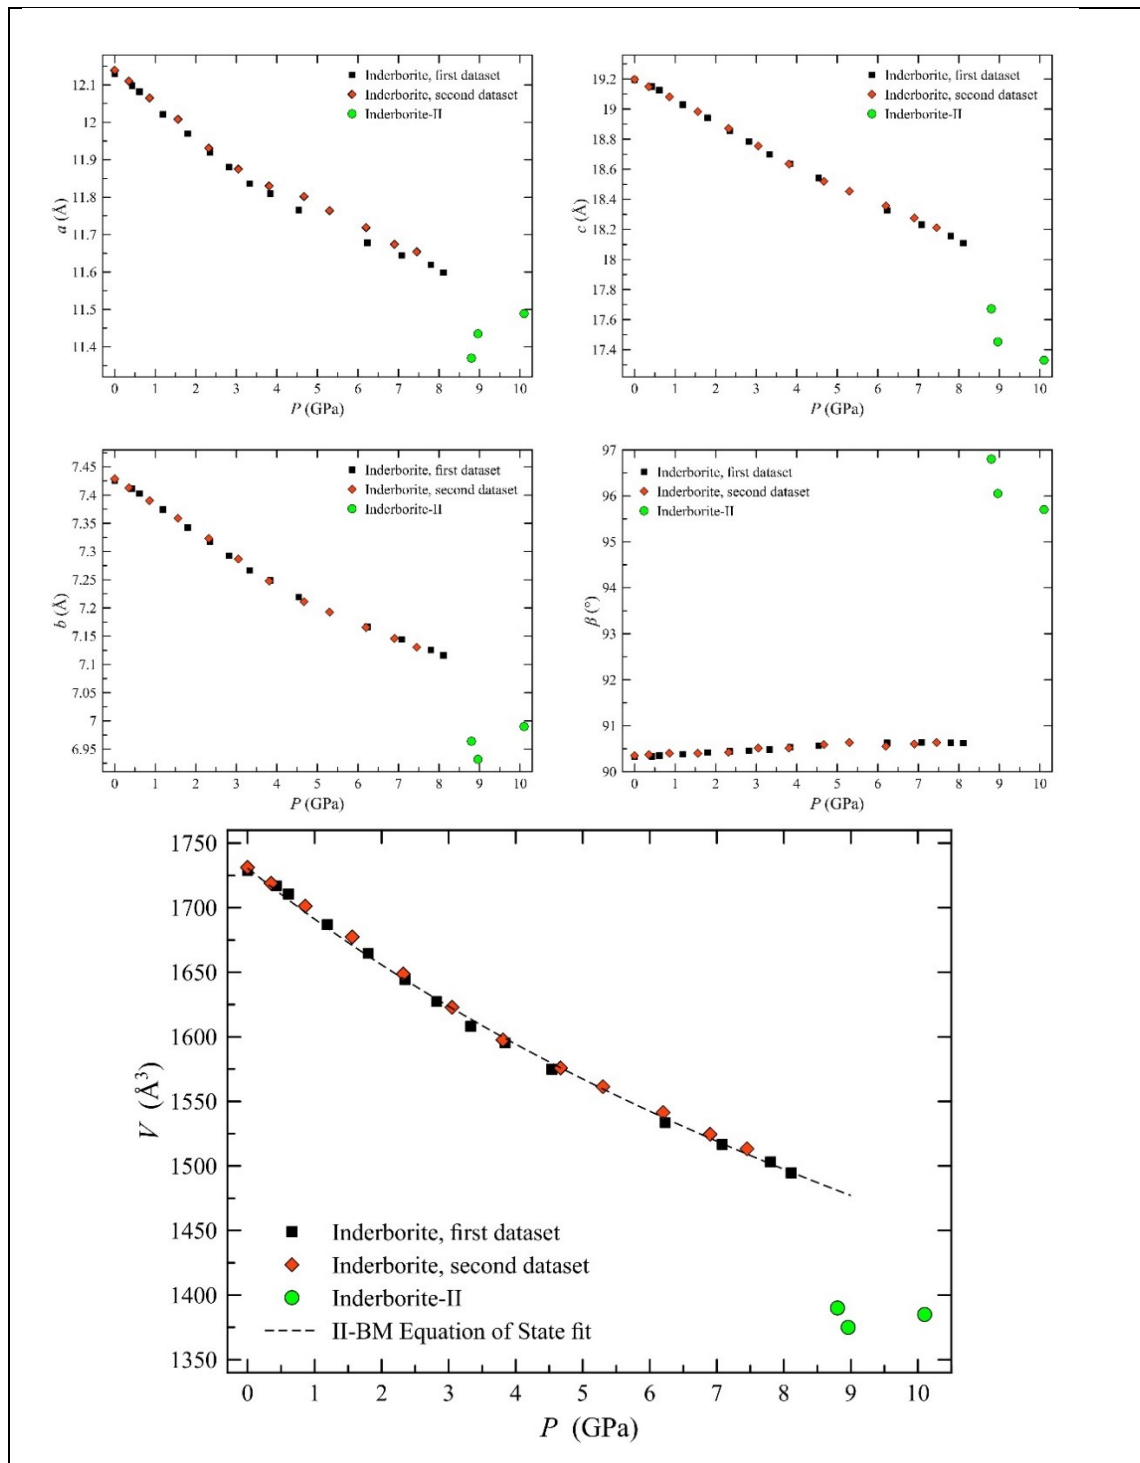 12.1
12
11.9
11.8
11.7
11.6
11.5
11.4
a (Å)
Inderborite, first dataset
Inderborite, second dataset
Inderborite-II
0 1 2 3 4 5 6 7 8 9 10
P (GPa)
19.2
19
18.8
18.6
18.4
18.2
18
17.8
17.6
17.4
c (Å)
Inderborite, first dataset
Inderborite, second dataset
Inderborite-II
0 1 2 3 4 5 6 7 8 9 10
P (GPa)
7.45
7.4
7.35
7.3
7.25
7.2
7.15
7.1
7.05
7
6.95
b (Å)
Inderborite, first dataset
Inderborite, second dataset
Inderborite-II
0 1 2 3 4 5 6 7 8 9 10
P (GPa)
97
96
95
94
93
92
91
90
β (°)
Inderborite, first dataset
Inderborite, second dataset
Inderborite-II
0 1 2 3 4 5 6 7 8 9 10
P (GPa)
1750
1700
1650
1600
1550
1500
1450
1400
1350
V (Å³)
Inderborite, first dataset
Inderborite, second dataset
Inderborite-II
II-BM Equation of State fit
0 1 2 3 4 5 6 7 8 9 10
P (GPa)